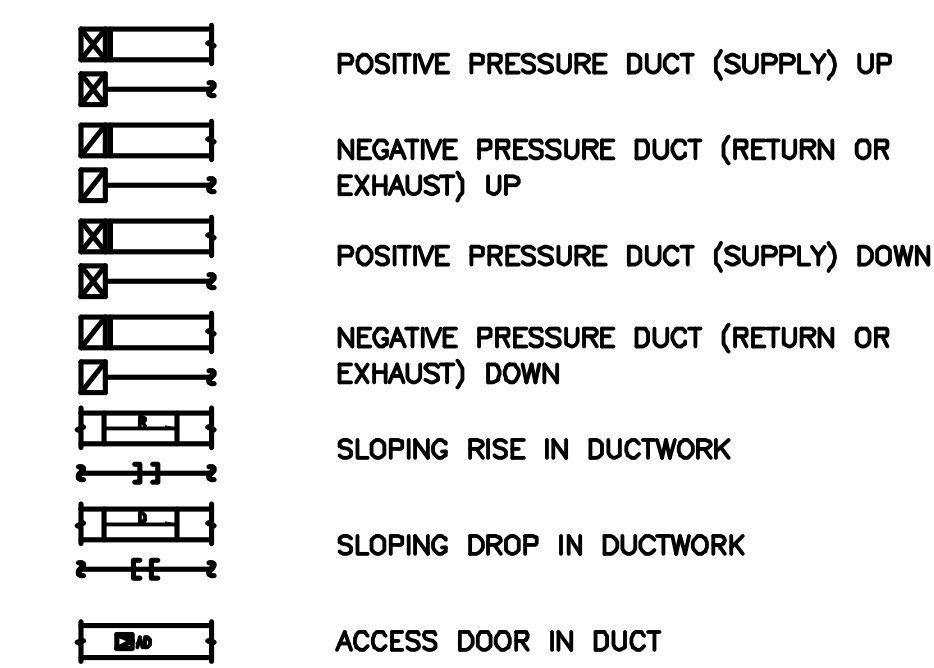 POSITIVE PRESSURE DUCT (SUPPLY) UP
NEGATIVE PRESSURE DUCT (RETURN OR
EXHAUST) UP
POSITIVE PRESSURE DUCT (SUPPLY) DOWN
NEGATIVE PRESSURE DUCT (RETURN OR
EXHAUST) DOWN
R
SLOPING RISE IN DUCTWORK
D
SLOPING DROP IN DUCTWORK
AD
ACCESS DOOR IN DUCT